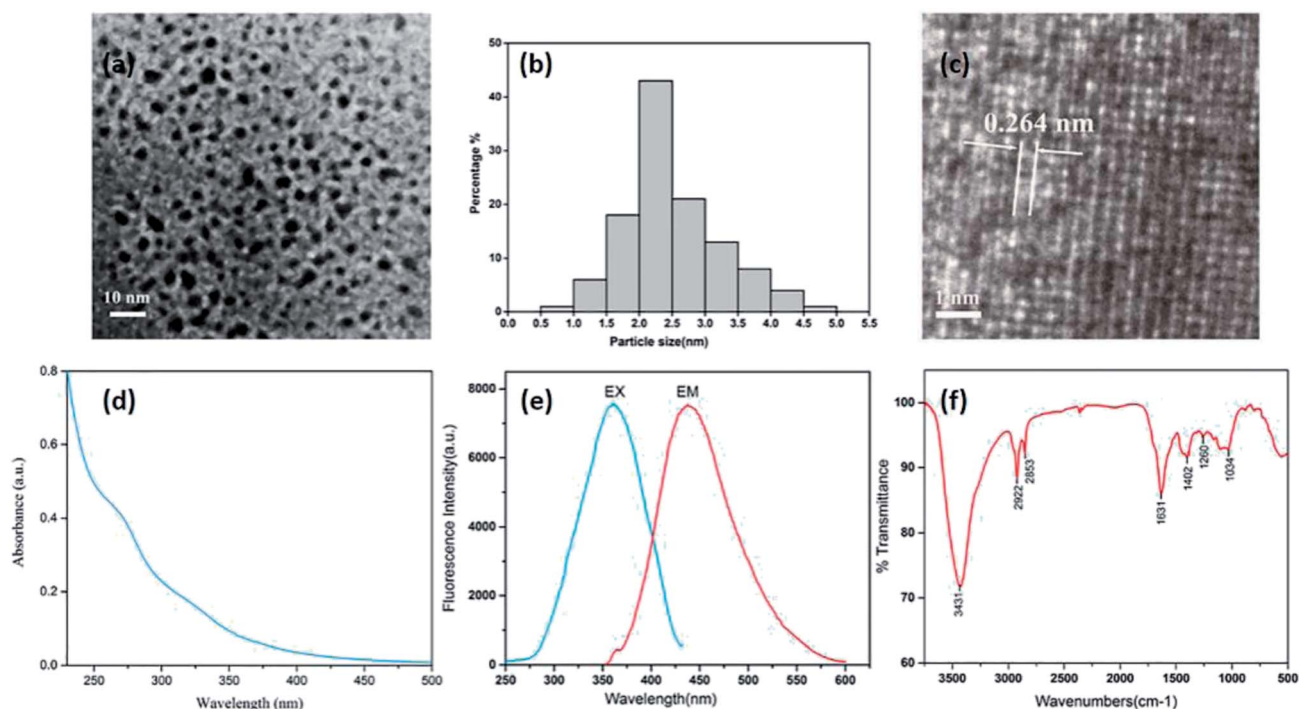 (a)
10 nm
(b)
Percentage %
50
40
30
20
10
0
0.0 0.5 1.0 1.5 2.0 2.5 3.0 3.5 4.0 4.5 5.0 5.5
Particle size(nm)
(c)
0.264 nm
1 nm
(d)
Absorbance (a.u.)
0.8
0.6
0.4
0.2
0.0
250 300 350 400 450 500
Wavelength (nm)
(e)
EX
EM
Fluorescence Intensity(a.u.)
8000
6000
4000
2000
0
250 300 350 400 450 500 550 600
Wavelength(nm)
(f)
% Transmittance
100
90
80
70
60
3431
2922
2853
1631
1402
1260
1034
3500 3000 2500 2000 1500 1000 500
Wavenumbers(cm-1)